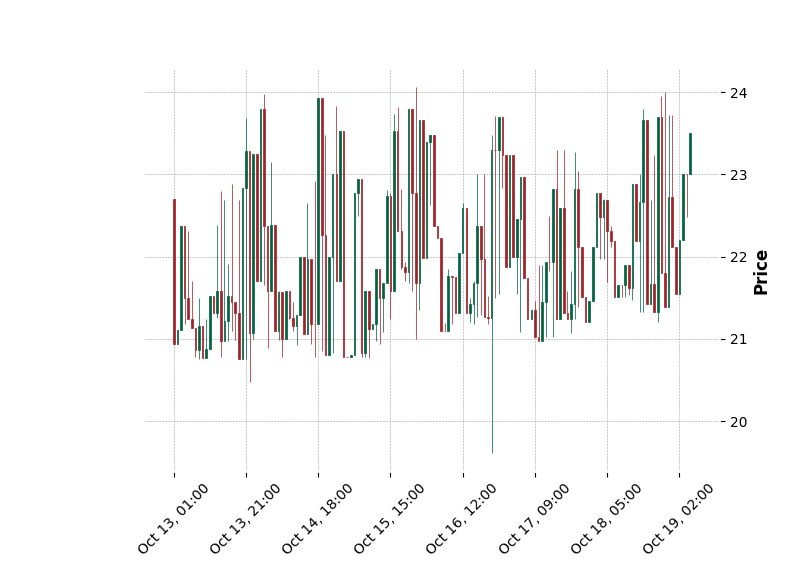 24
23
22
21
20
Price
Oct 13, 01:00
Oct 13, 21:00
Oct 14, 18:00
Oct 15, 15:00
Oct 16, 12:00
Oct 17, 09:00
Oct 18, 05:00
Oct 19, 02:00